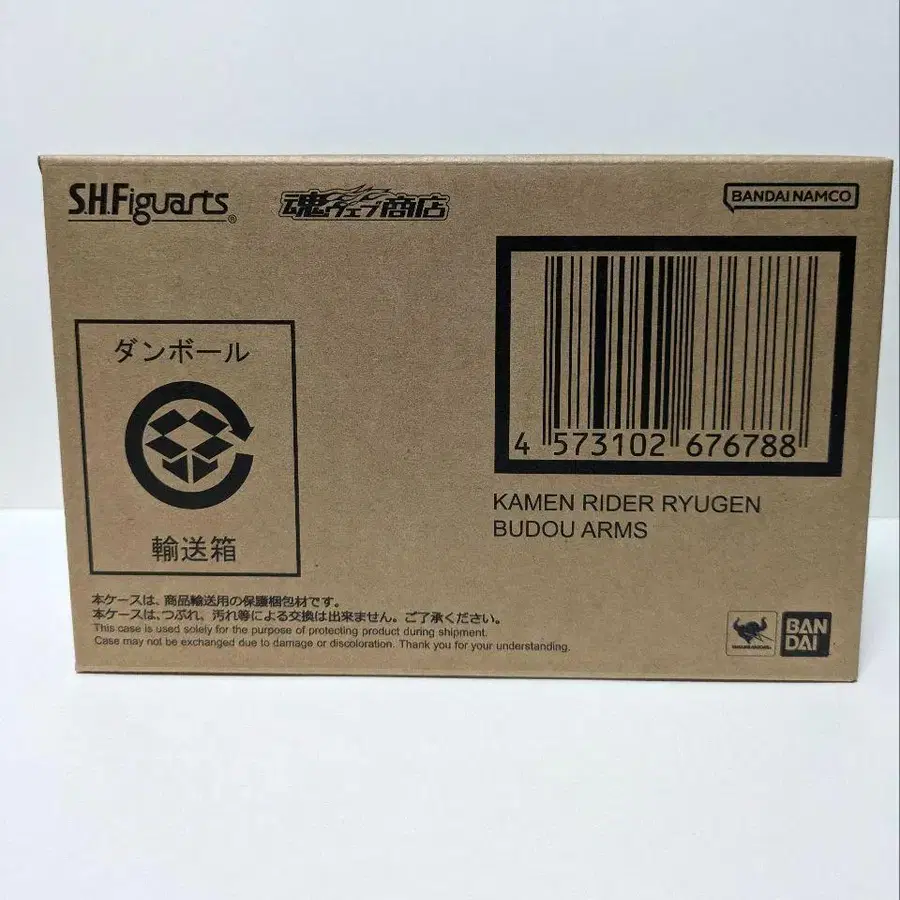 S.H.Figuarts®
魂ウェブ商店
BANDAI NAMCO
ダンボール
輸送箱
4 573102 676788
KAMEN RIDER RYUGEN
BUDOU ARMS
本ケースは、商品輸送用の保護梱包材です。
本ケースは、つぶれ、汚れ等による交換は出来ません。ご了承ください。
This case is used solely for the purpose of protecting product during shipment.
Case may not be exchanged due to damage or discoloration. Thank you for your understanding.
BAN
DAI